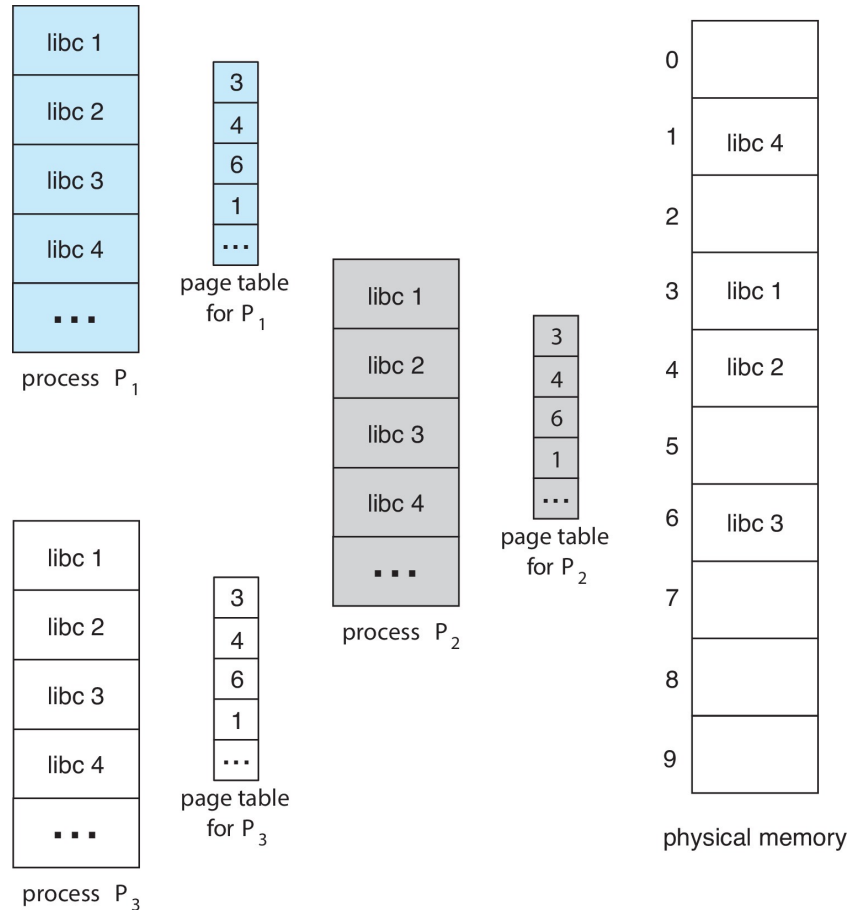 libc 1
libc 2
libc 3
libc 4
...
process P1
3
4
6
1
...
page table
for P1
libc 1
libc 2
libc 3
libc 4
...
process P2
3
4
6
1
...
page table
for P2
libc 1
libc 2
libc 3
libc 4
...
process P3
3
4
6
1
...
page table
for P3
0
1 libc 4
2
3 libc 1
4 libc 2
5
6 libc 3
7
8
9
physical memory